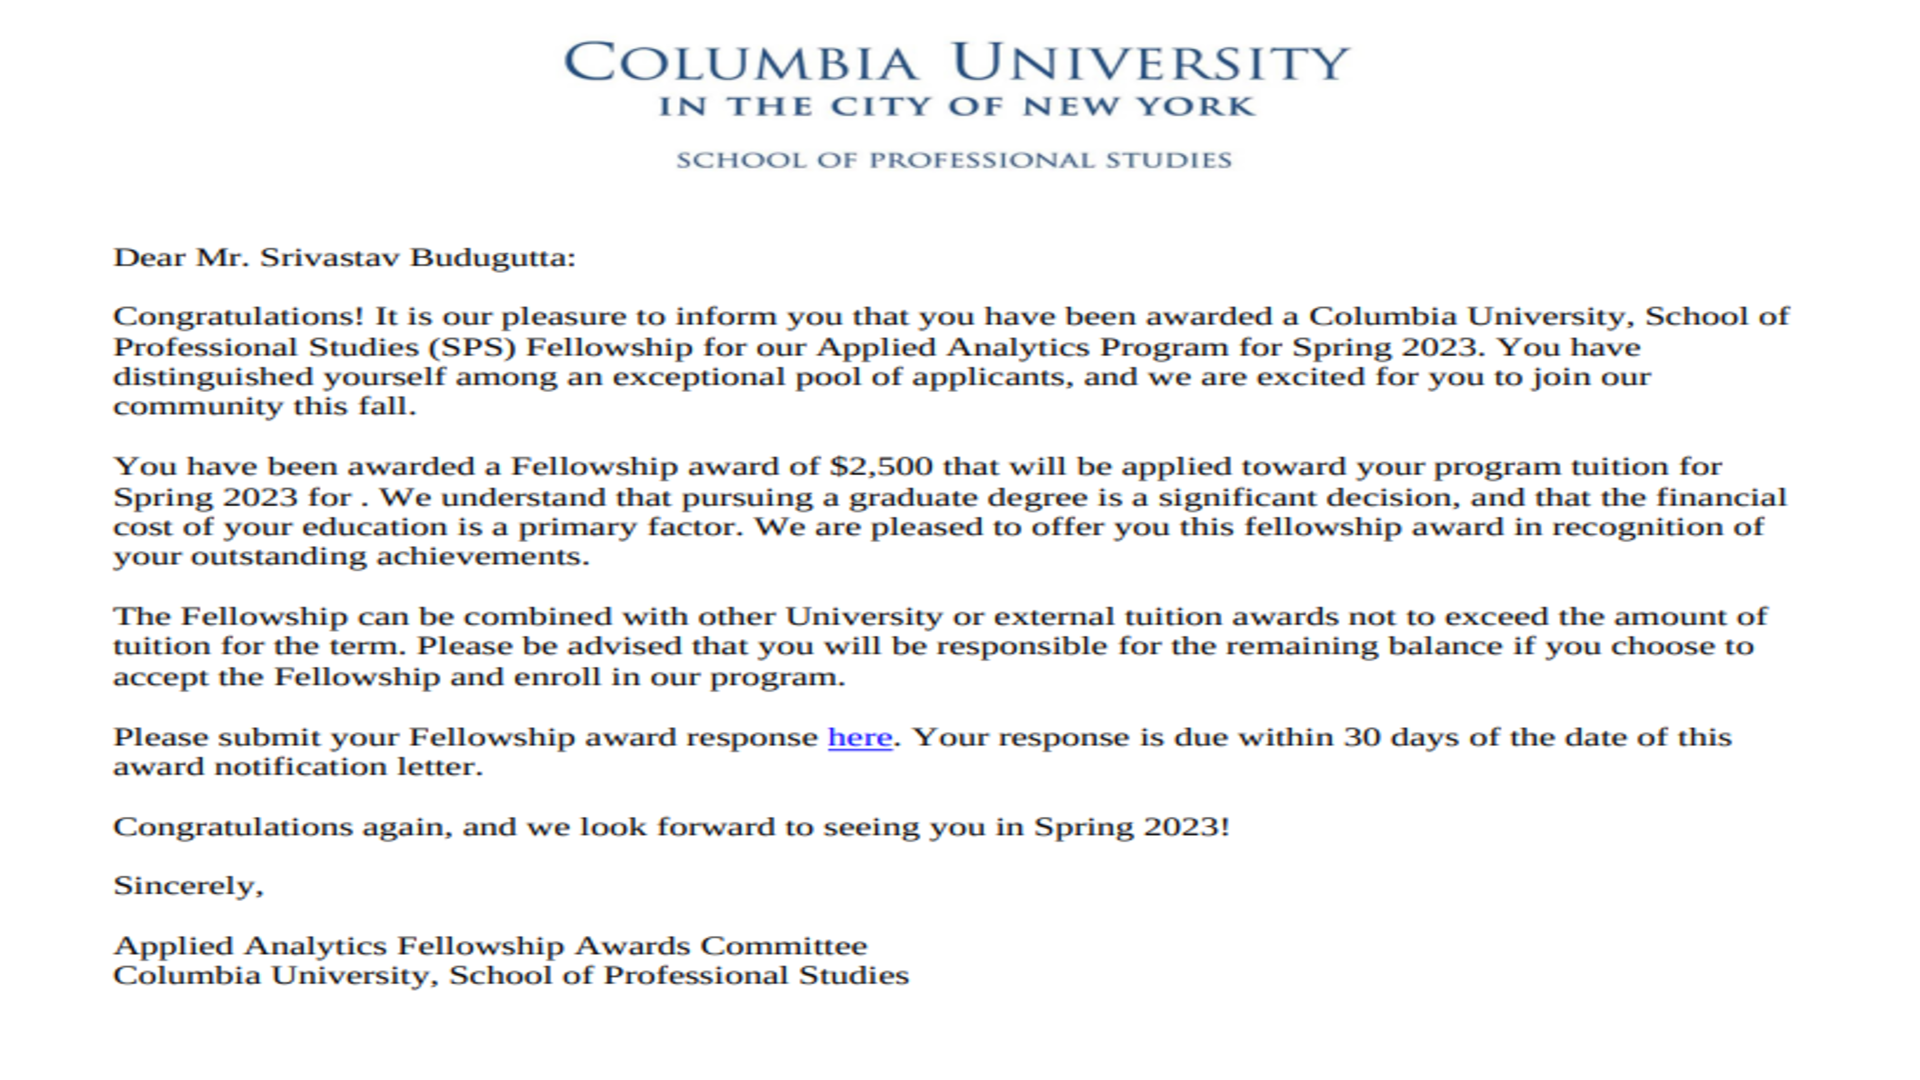 COLUMBIA UNIVERSITY
IN THE CITY OF NEW YORK
SCHOOL OF PROFESSIONAL STUDIES
Dear Mr. Srivastav Budugutta:
Congratulations! It is our pleasure to inform you that you have been awarded a Columbia University, School of
Professional Studies (SPS) Fellowship for our Applied Analytics Program for Spring 2023. You have
distinguished yourself among an exceptional pool of applicants, and we are excited for you to join our
community this fall.
You have been awarded a Fellowship award of $2,500 that will be applied toward your program tuition for
Spring 2023 for . We understand that pursuing a graduate degree is a significant decision, and that the financial
cost of your education is a primary factor. We are pleased to offer you this fellowship award in recognition of
your outstanding achievements.
The Fellowship can be combined with other University or external tuition awards not to exceed the amount of
tuition for the term. Please be advised that you will be responsible for the remaining balance if you choose to
accept the Fellowship and enroll in our program.
Please submit your Fellowship award response here. Your response is due within 30 days of the date of this
award notification letter.
Congratulations again, and we look forward to seeing you in Spring 2023!
Sincerely,
Applied Analytics Fellowship Awards Committee
Columbia University, School of Professional Studies